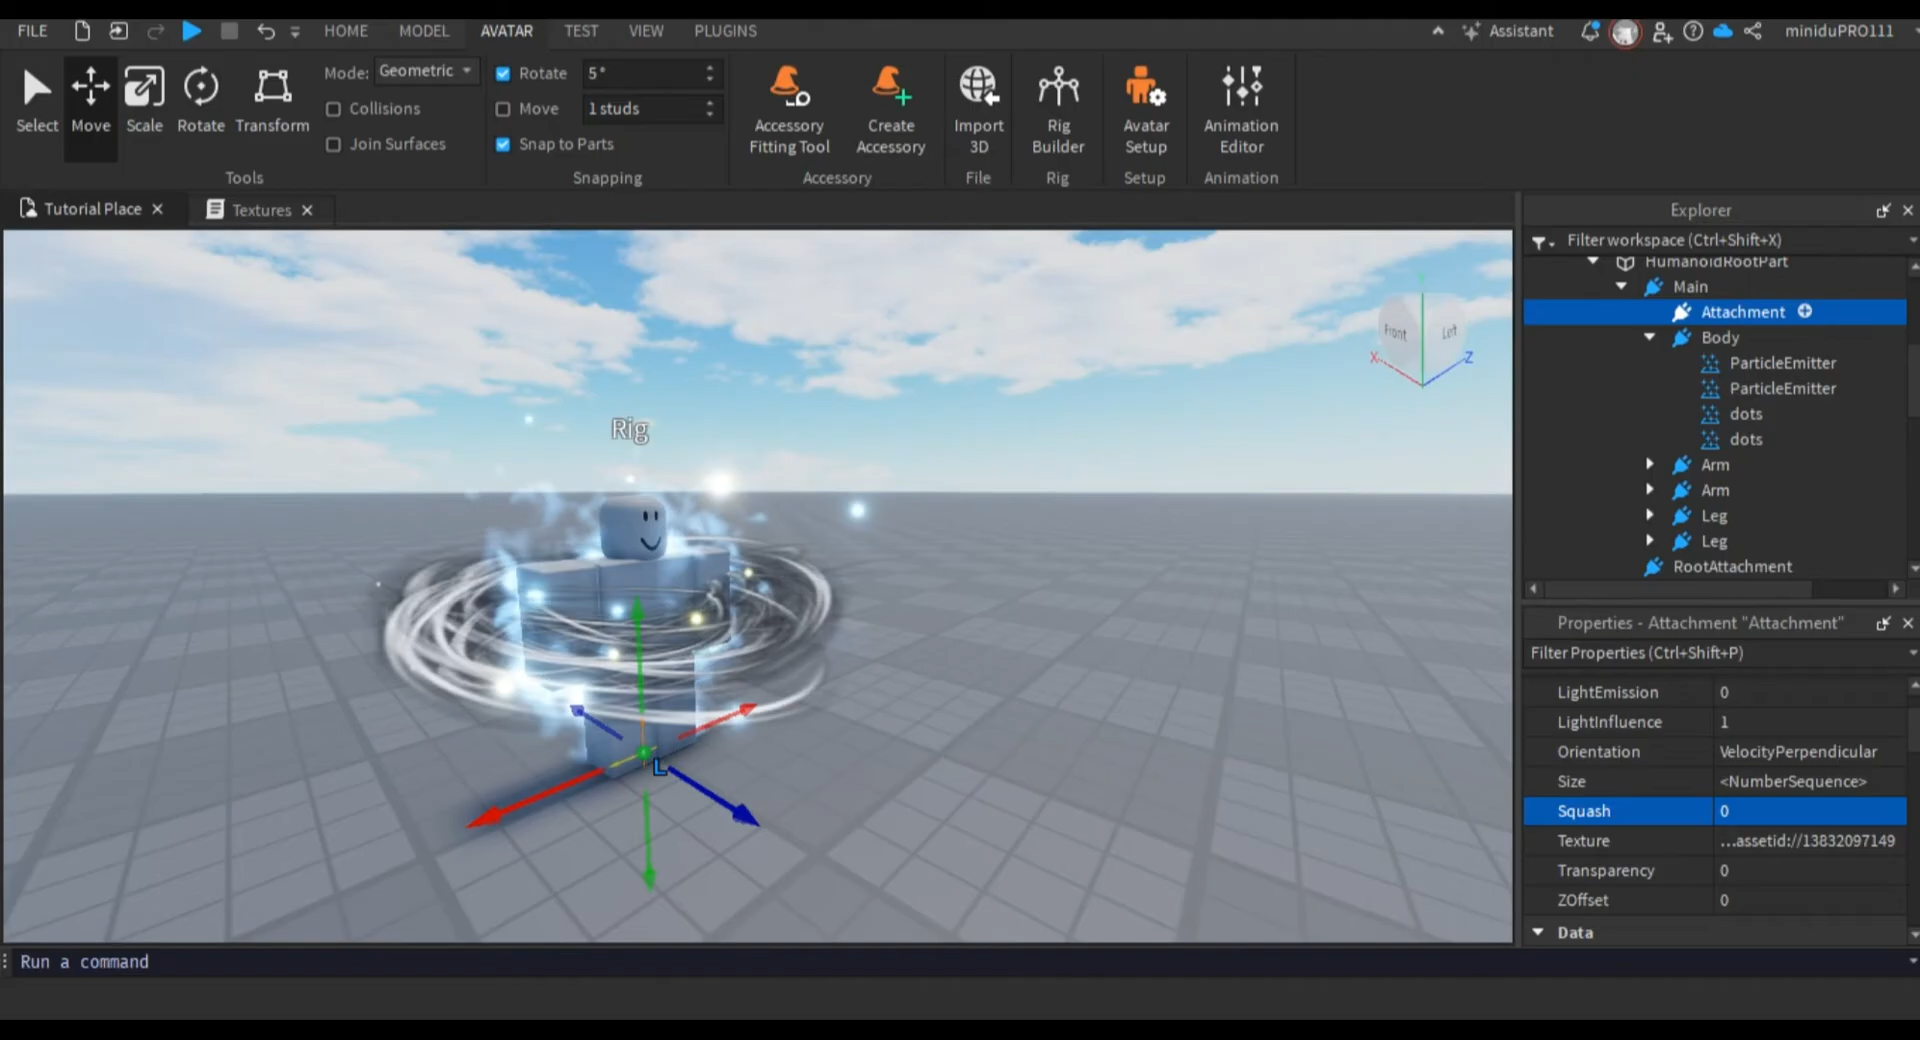 FILE HOME MODEL AVATAR TEST VIEW PLUGINS Assistant miniduPRO111
Select Move Scale Rotate Transform
Mode: Geometric
Collisions
Join Surfaces
Tools
Rotate 5°
Move 1 studs
Snap to Parts
Snapping
Accessory Fitting Tool
Create Accessory
Accessory
Import 3D
File
Rig Builder
Rig
Avatar Setup
Setup
Animation Editor
Animation
Tutorial Place
Textures
Rig
Front Left
Y
X
Z
L
Explorer
Filter workspace (Ctrl+Shift+X)
HumanoidRootPart
Main
Attachment
Body
ParticleEmitter
ParticleEmitter
dots
dots
Arm
Arm
Leg
Leg
RootAttachment
Properties - Attachment "Attachment"
Filter Properties (Ctrl+Shift+P)
LightEmission 0
LightInfluence 1
Orientation VelocityPerpendicular
Size <NumberSequence>
Squash 0
Texture ...assetid://13832097149
Transparency 0
ZOffset 0
Data
Run a command